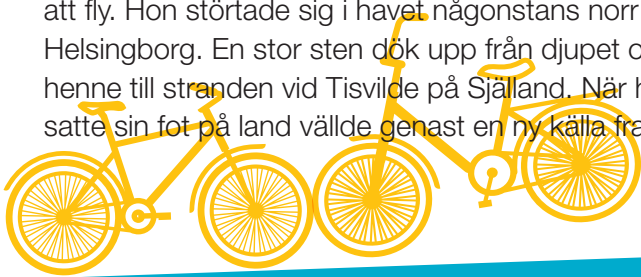 att fly. Hon störtade sig i havet någonstans norr
Helsingborg. En stor sten dök upp från djupet
henne till stranden vid Tisvilde på Själland. När
satte sin fot på land vällde genast en ny källa